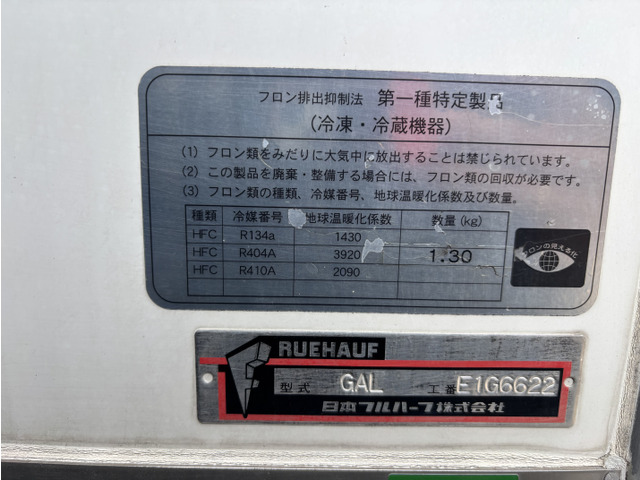 フロン排出抑制法 第一種特定製品
(冷凍・冷蔵機器)
(1) フロン類をみだりに大気中に放出することは禁じられています。
(2) この製品を廃棄・整備する場合には、フロン類の回収が必要です。
(3) フロン類の種類、冷媒番号、地球温暖化係数及び数量。
種類 冷媒番号 地球温暖化係数 数量(kg)
HFC R134a 1430
HFC R404A 3920 1.30
HFC R410A 2090
フロンの見える化
RUEHAUF
型式 GAL 工番 E1G6622
日本フルハーフ株式会社